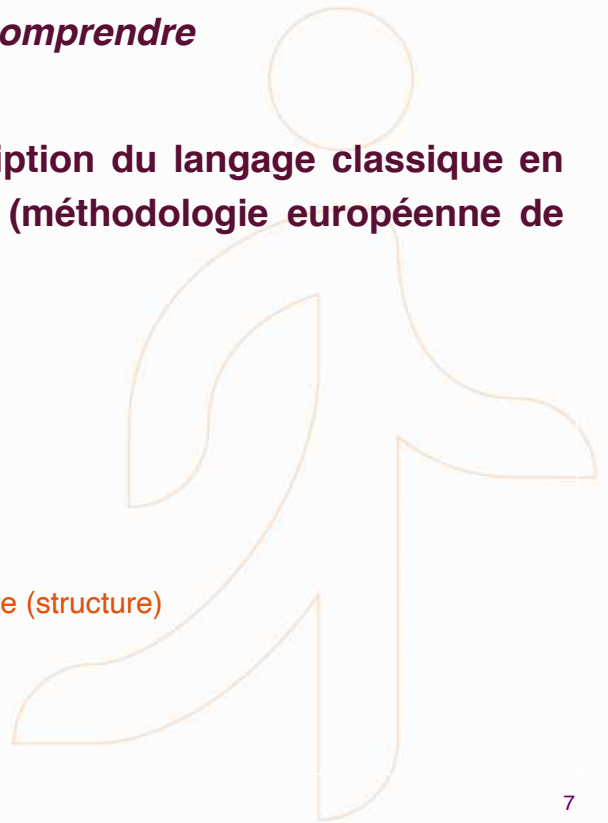 omprendre
iption du langage classique en
(méthodologie européenne de
e (structure)
7